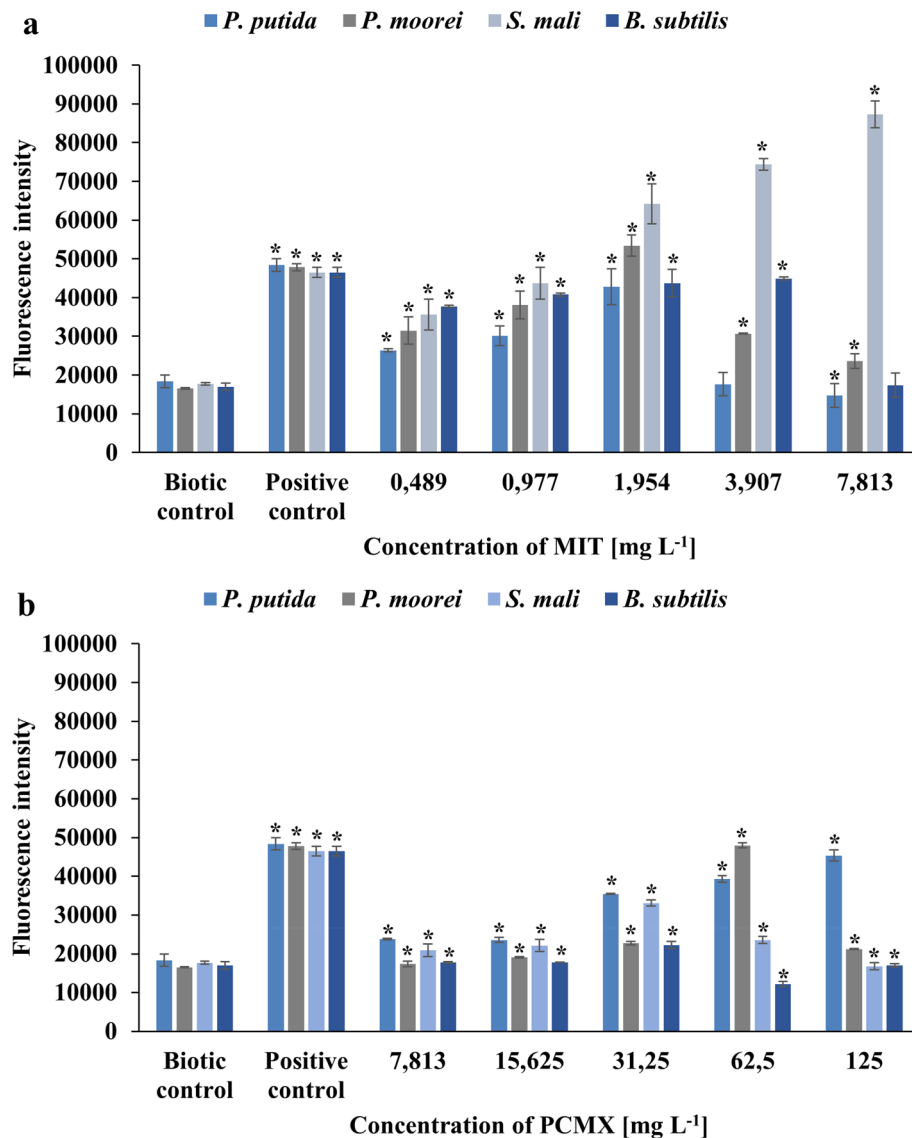 a
P. putida P. moorei S. mali B. subtilis
Fluorescence intensity
100000
90000
80000
70000
60000
50000
40000
30000
20000
10000
0
* * * * * * * * * * * * * * * * * * * * *
Biotic control Positive control 0,489 0,977 1,954 3,907 7,813
Concentration of MIT [mg L-1]
b
P. putida P. moorei S. mali B. subtilis
Fluorescence intensity
100000
90000
80000
70000
60000
50000
40000
30000
20000
10000
0
* * * * * * * * * * * * * * * * * * * * * * * *
Biotic control Positive control 7,813 15,625 31,25 62,5 125
Concentration of PCMX [mg L-1]